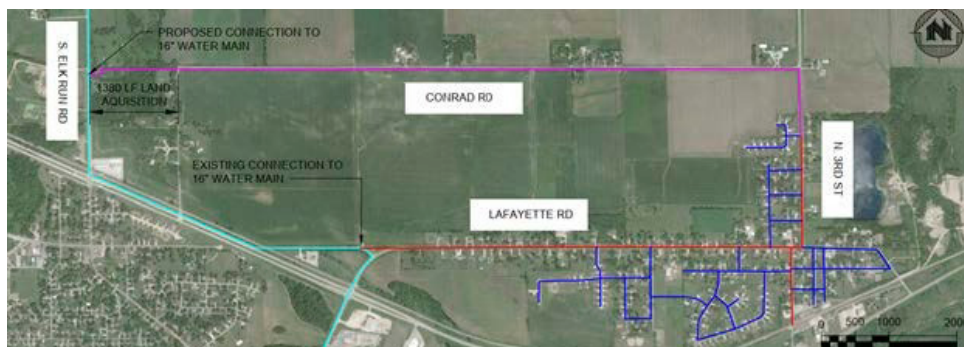 PROPOSED CONNECTION TO
16" WATER MAIN
S. ELK RUN RD
1380 LF LAND
AQUISITION
CONRAD RD
N
EXISTING CONNECTION TO
16" WATER MAIN
N. 3RD ST
LAFAYETTE RD
0 500 1000 2000